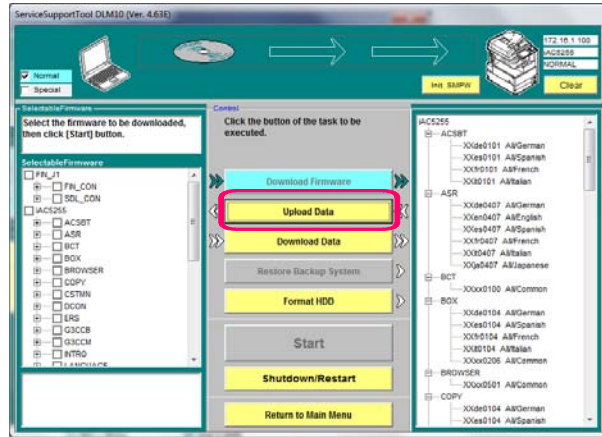 ServiceSupportTool DLM10 (Ver. 4.63E)
Normal
Special
172.16.1.100
iAC5255
NORMAL
Init. SMPW
Clear
SelectableFirmware
Select the firmware to be downloaded,
then click [Start] button.
SelectableFirmware
FIN_J1
FIN_CON
SDL_CON
iAC5255
ACSBT
ASR
BCT
BOX
BROWSER
COPY
CSTMN
DCON
ERS
G3CCB
G3CCM
INTRO
LANGUAGE
Control
Click the button of the task to be
executed.
Download Firmware
Upload Data
Download Data
Restore Backup System
Format HDD
Start
Shutdown/Restart
Return to Main Menu
iAC5255
ACSBT
XXde0101 All/German
XXes0101 All/Spanish
XXfr0101 All/French
XXit0101 All/Italian
ASR
XXde0407 All/German
XXen0407 All/English
XXes0407 All/Spanish
XXfr0407 All/French
XXit0407 All/Italian
XXja0407 All/Japanese
BCT
XXxx0100 All/Common
BOX
XXde0104 All/German
XXes0104 All/Spanish
XXfr0104 All/French
XXit0104 All/Italian
XXxx0206 All/Common
BROWSER
XXxx0501 All/Common
COPY
XXde0104 All/German
XXes0104 All/Spanish